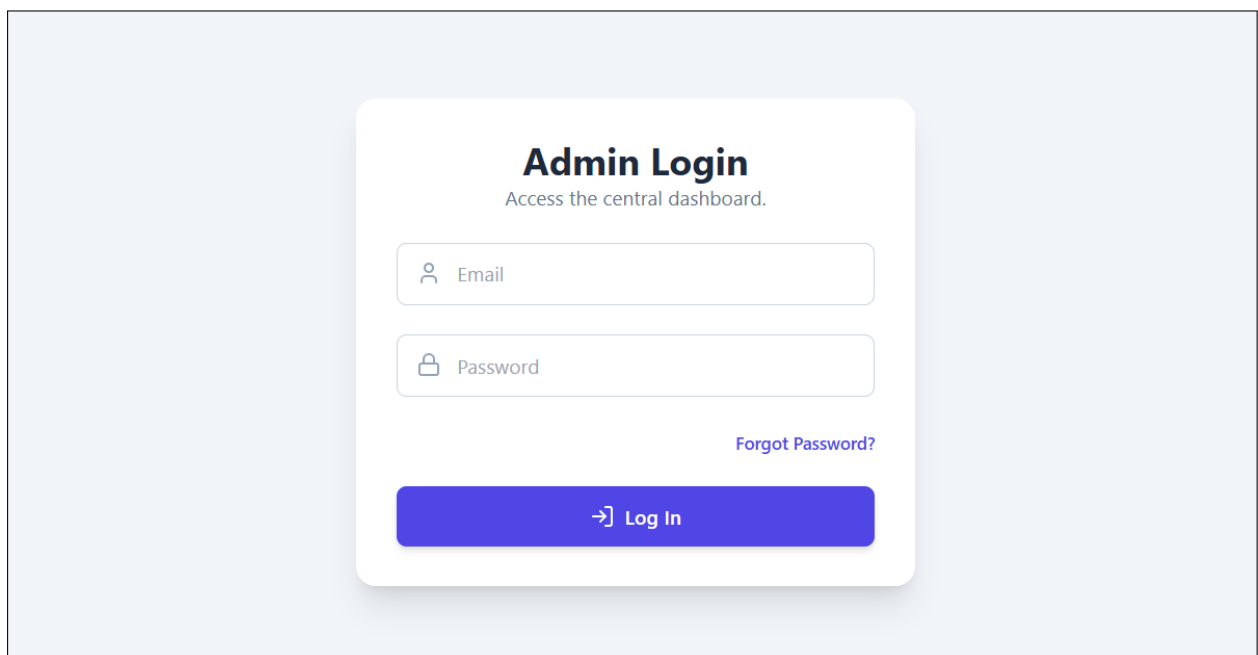 Admin Login
Access the central dashboard.
Email
Password
Forgot Password?
Log In